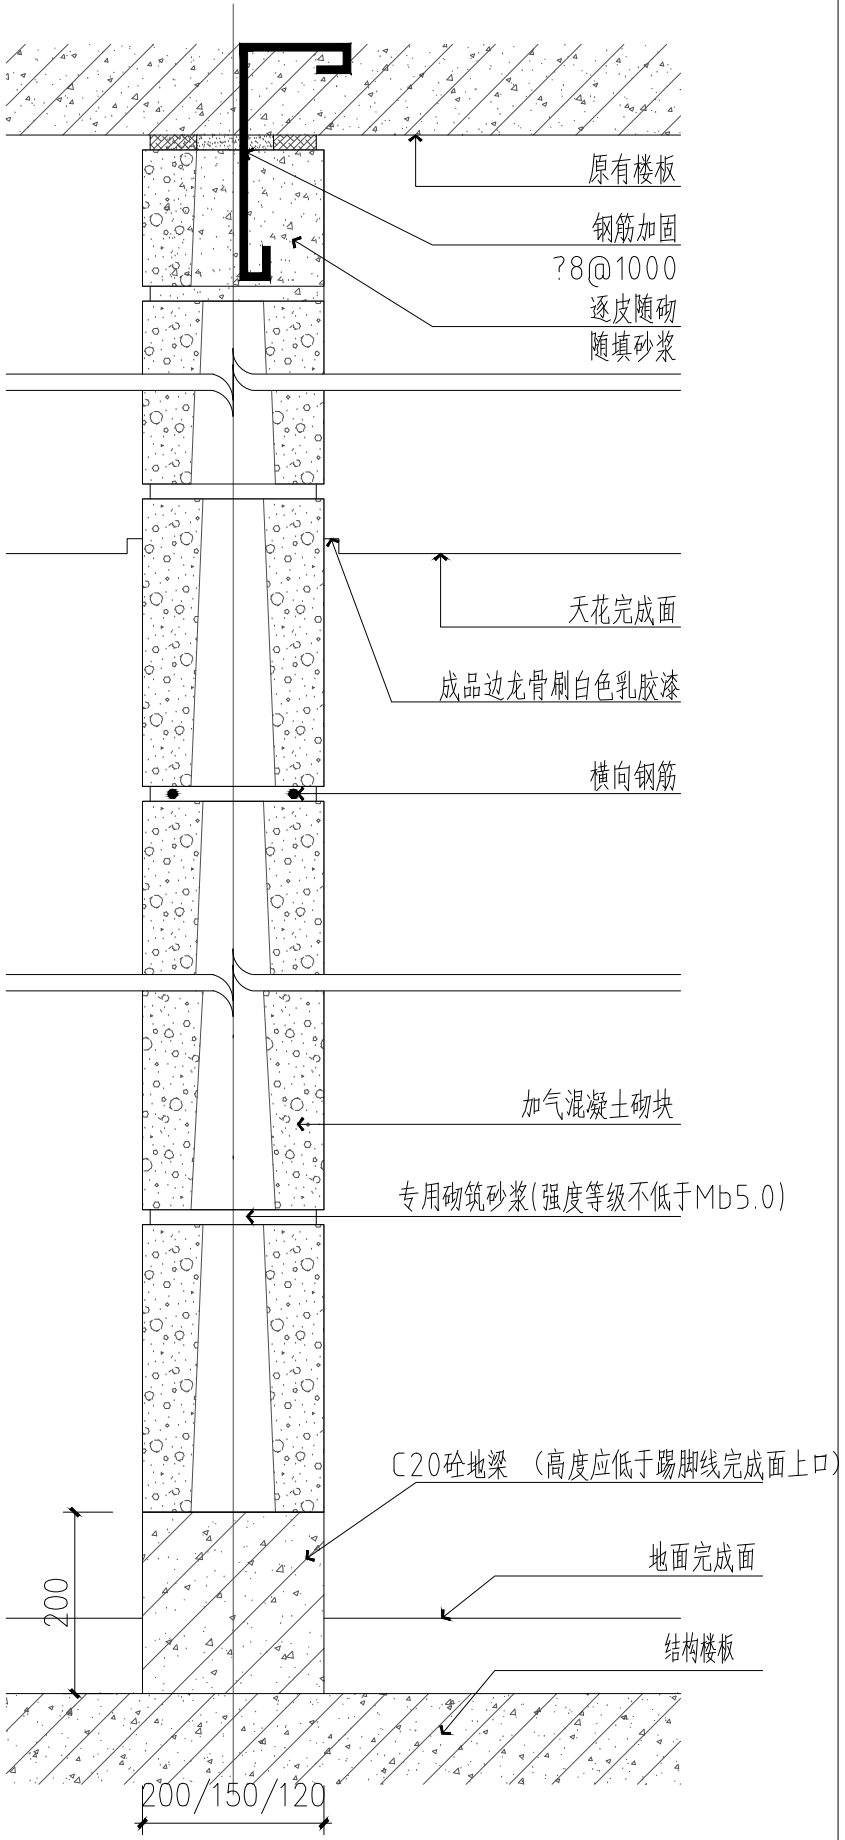 原有楼板
钢筋加固
?8@1000
逐皮随砌
随填砂浆
天花完成面
成品边龙骨刷白色乳胶漆
横向钢筋
加气混凝土砌块
专用砌筑砂浆(强度等级不低于Mb5.0)
C20砼地梁 （高度应低于踢脚线完成面上口)
地面完成面
200
结构楼板
200/150/120